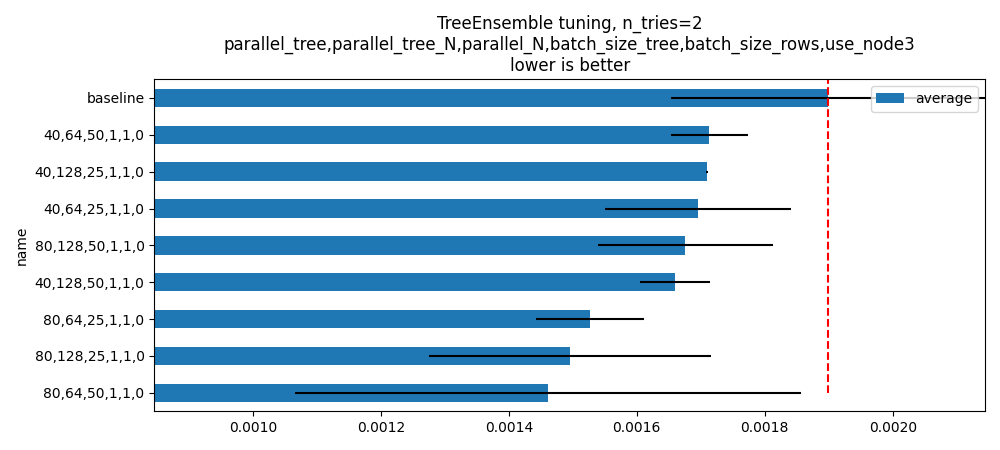 TreeEnsemble tuning, n_tries=2
parallel_tree,parallel_tree_N,parallel_N,batch_size_tree,batch_size_rows,use_node3
lower is better
average
name
baseline
40,64,50,1,1,0
40,128,25,1,1,0
40,64,25,1,1,0
80,128,50,1,1,0
40,128,50,1,1,0
80,64,25,1,1,0
80,128,25,1,1,0
80,64,50,1,1,0
0.0010 0.0012 0.0014 0.0016 0.0018 0.0020